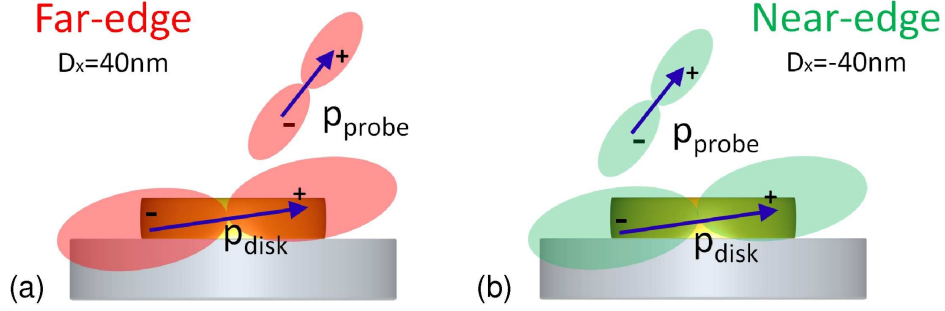 Far-edge
Dx=40nm
+
-
pprobe
-
+
pdisk
(a)
Near-edge
Dx=-40nm
+
-
pprobe
-
+
pdisk
(b)